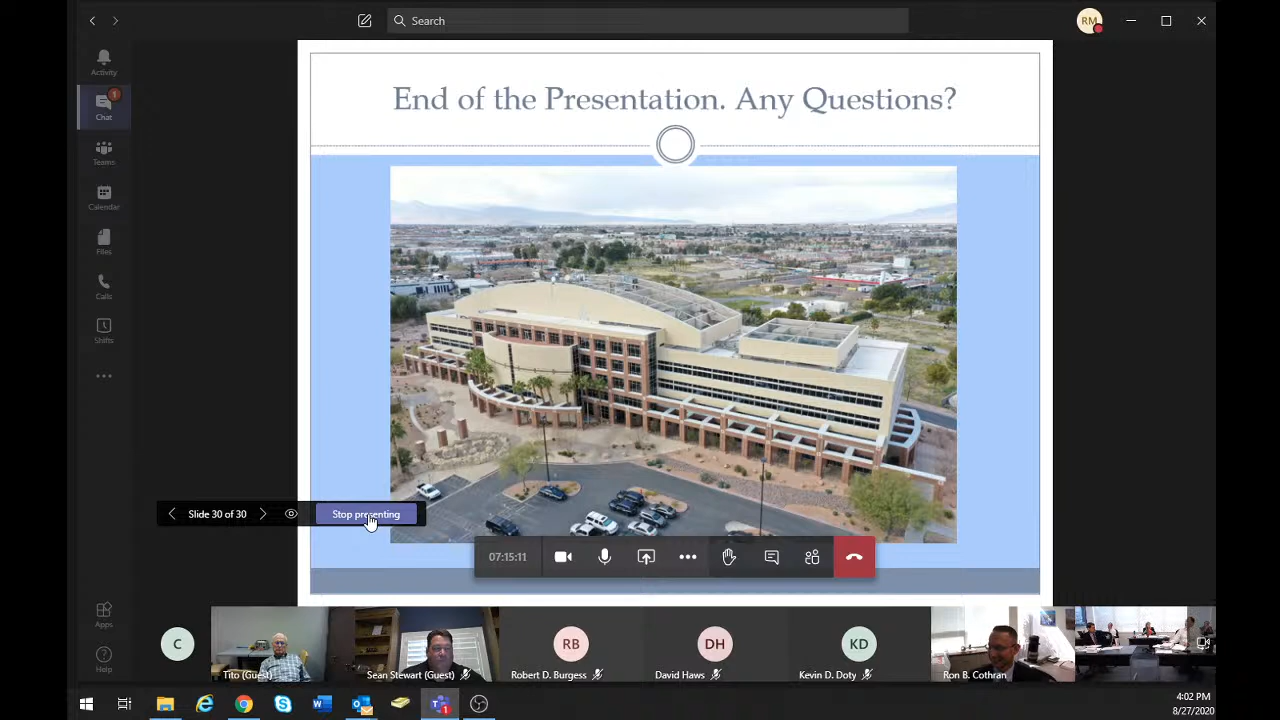 Search
RM
Activity
1
Chat
Teams
Calendar
Files
Calls
Shifts
Apps
Help
End of the Presentation. Any Questions?
Slide 30 of 30
Stop presenting
07:15:11
C
Tito (Guest)
Sean Stewart (Guest)
RB
Robert D. Burgess
DH
David Haws
KD
Kevin D. Doty
Ron B. Cothran
4:02 PM
8/27/2020